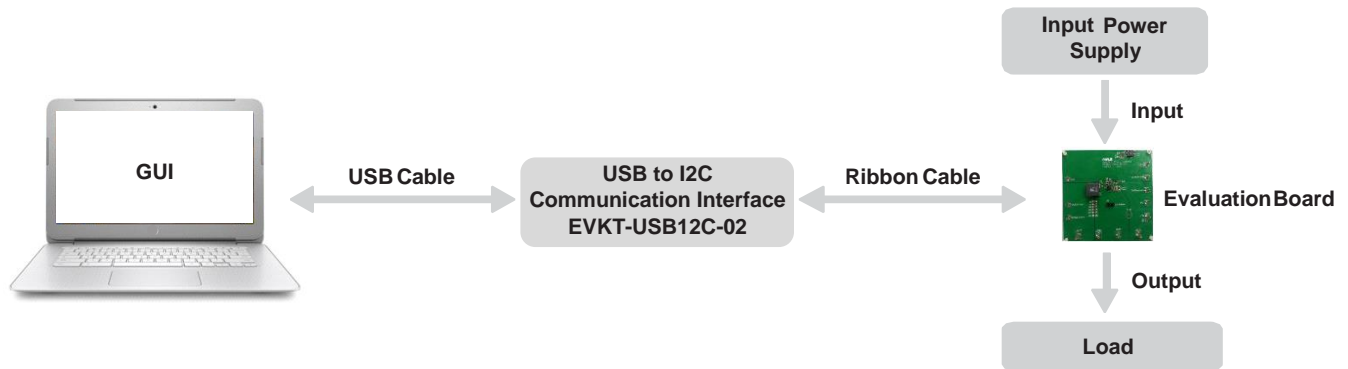 Input Power
Supply
Input
GUI
USB Cable
USB to I2C
Communication Interface
EVKT-USB12C-02
Ribbon Cable
Evaluation Board
Output
Load